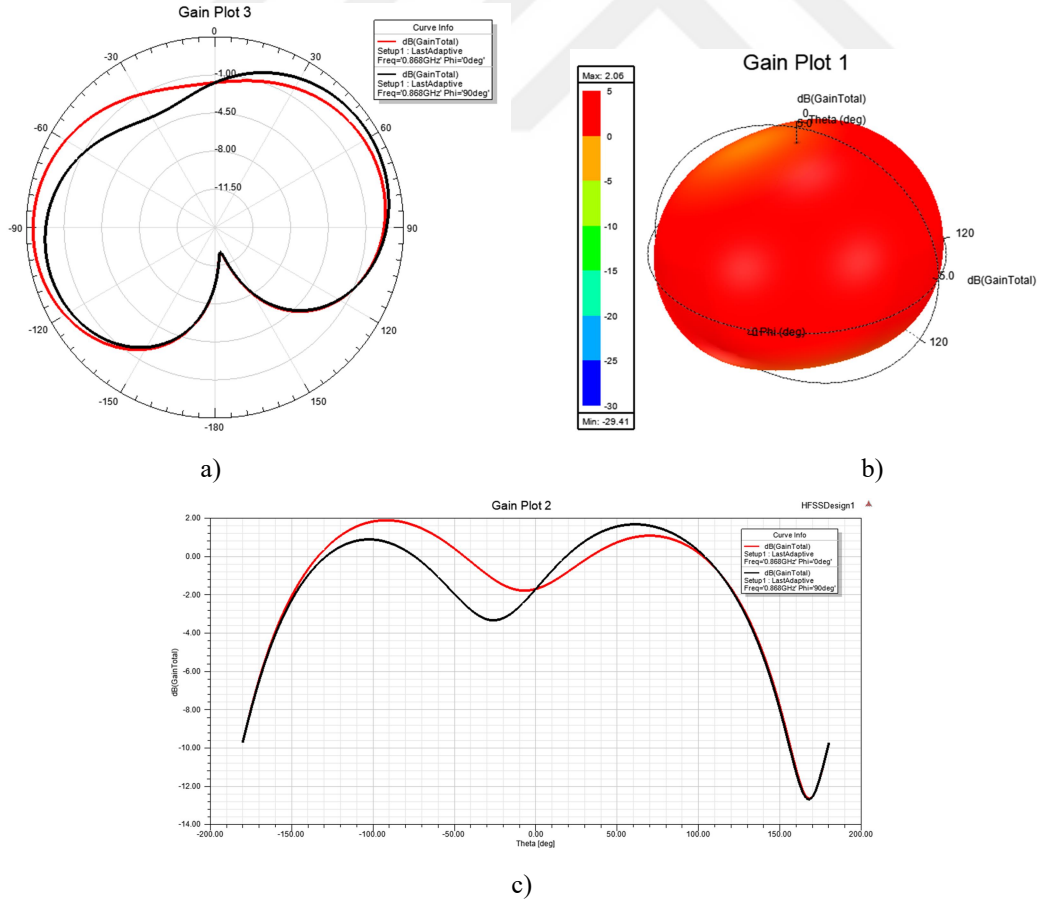 Gain Plot 3
Curve Info
dB(GainTotal)
Setup1 : LastAdaptive
Freq='0.868GHz' Phi='0deg'
dB(GainTotal)
Setup1 : LastAdaptive
Freq='0.868GHz' Phi='90deg'
0
-30
30
-1.00
-60
60
-4.50
-8.00
-11.50
-90
90
-120
120
-150
150
-180
a)
Gain Plot 1
Max: 2.06
5
0
-5
-10
-15
-20
-25
-30
Min: -29.41
dB(GainTotal)
0
Theta (deg)
5.0
120
5.0
dB(GainTotal)
Phi (deg)
120
b)
Gain Plot 2
HFSSDesign1
Curve Info
dB(GainTotal)
Setup1 : LastAdaptive
Freq='0.868GHz' Phi='0deg'
dB(GainTotal)
Setup1 : LastAdaptive
Freq='0.868GHz' Phi='90deg'
2.00
0.00
-2.00
-4.00
-6.00
-8.00
-10.00
-12.00
-14.00
dB(GainTotal)
-200.00 -150.00 -100.00 -50.00 0.00 50.00 100.00 150.00 200.00
Theta [deg]
c)